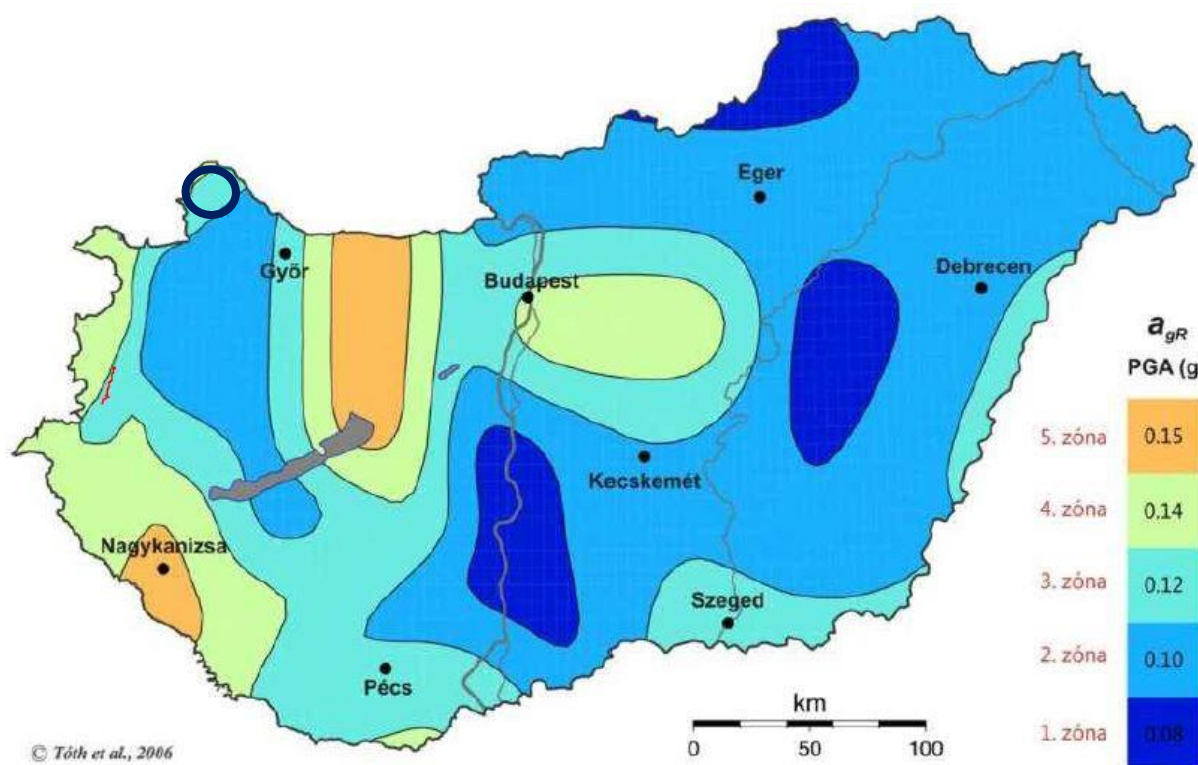 Eger
Debrecen
Győr
Budapest
Kecskemét
Nagykanizsa
Szeged
Pécs
a gR
PGA (g
5. zóna 0.15
4. zóna 0.14
3. zóna 0.12
2. zóna 0.10
1. zóna 0.08
km
0 50 100
© Tóth et al., 2006